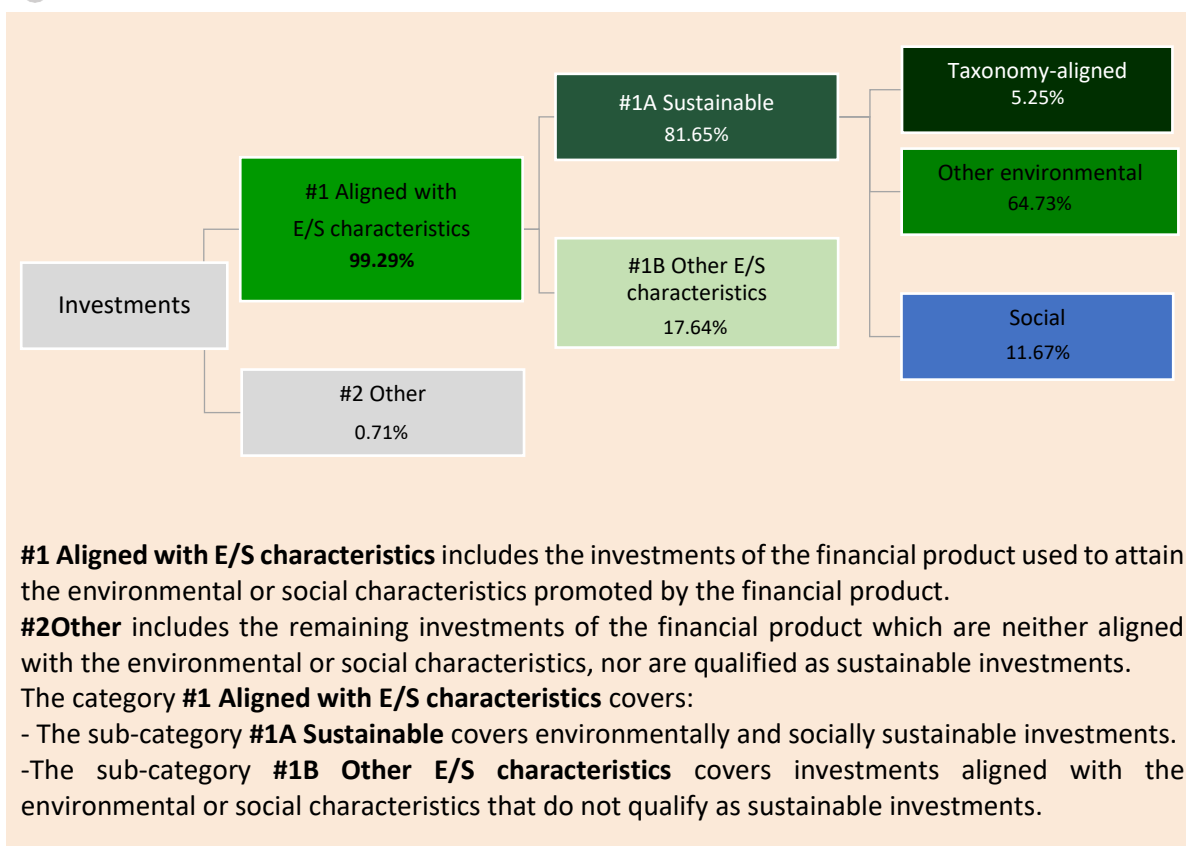 Investments
#1 Aligned with
E/S characteristics
99.29%
#2 Other
0.71%
#1A Sustainable
81.65%
#1B Other E/S
characteristics
17.64%
Taxonomy-aligned
5.25%
Other environmental
64.73%
Social
11.67%
#1 Aligned with E/S characteristics includes the investments of the financial product used to attain
the environmental or social characteristics promoted by the financial product.
#2Other includes the remaining investments of the financial product which are neither aligned
with the environmental or social characteristics, nor are qualified as sustainable investments.
The category #1 Aligned with E/S characteristics covers:
- The sub-category #1A Sustainable covers environmentally and socially sustainable investments.
-The sub-category #1B Other E/S characteristics covers investments aligned with the
environmental or social characteristics that do not qualify as sustainable investments.